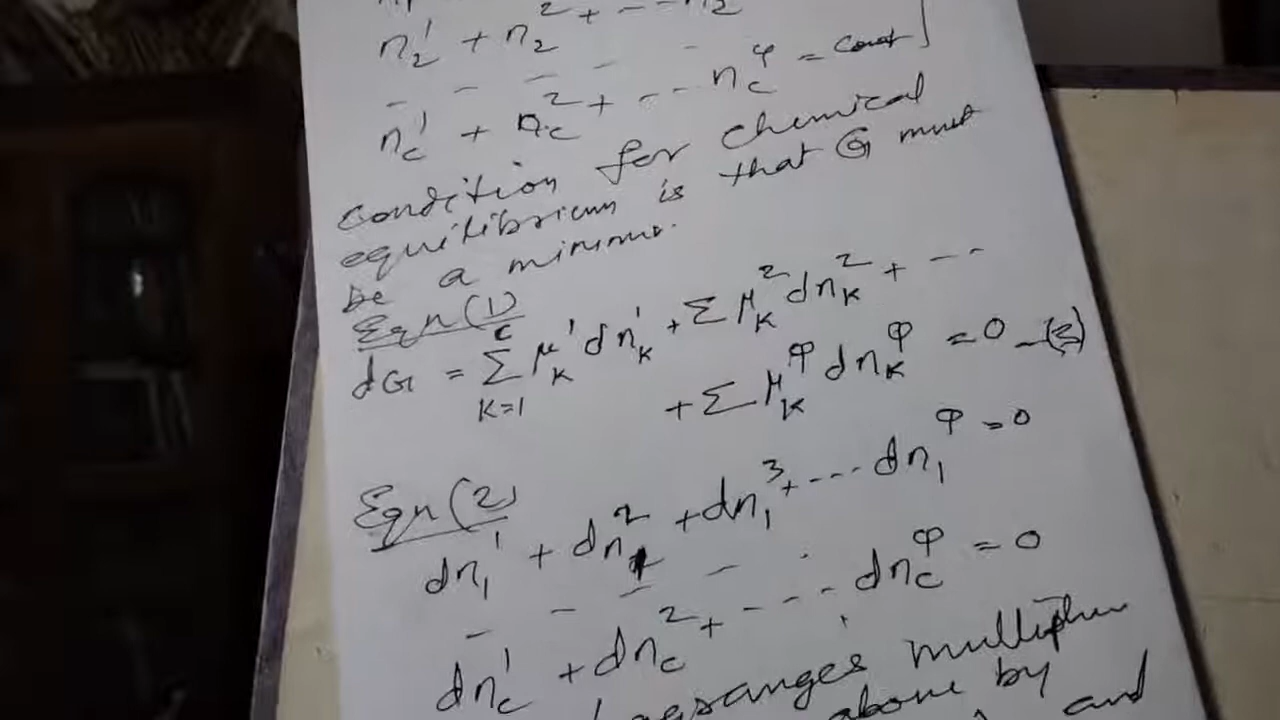 n₂¹ + n₂² + - - n₂
- - - - -
n_c¹ + n_c² + - - - n_c^φ = const ]
condition for chemical
equilibrium is that G must
be a minimum.
Eqn (1)
dG = Σ_{K=1}^{c} μ_K¹ dn_K¹ + Σ μ_K² dn_K² + - - -
+ Σ μ_K^φ dn_K^φ = 0 — (3)
Eqn (2)
dn₁¹ + dn₁² + dn₁³ + - - - dn₁^φ = 0
- - - -
dn_c¹ + dn_c² + - - - - dn_c^φ = 0
Lagranges multiplier
above by
and